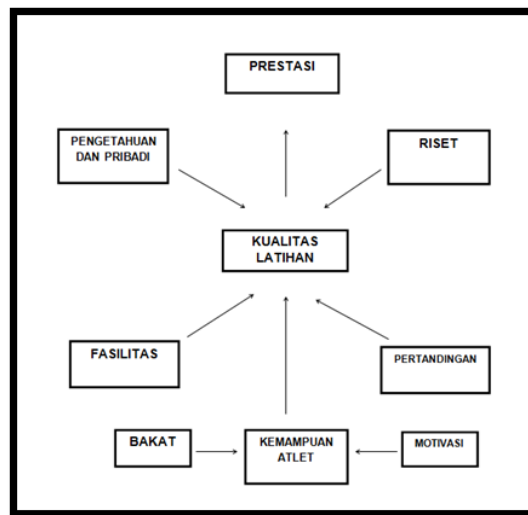 PRESTASI
PENGETAHUAN
DAN PRIBADI
RISET
KUALITAS
LATIHAN
FASILITAS
PERTANDINGAN
BAKAT
KEMAMPUAN
ATLET
MOTIVASI